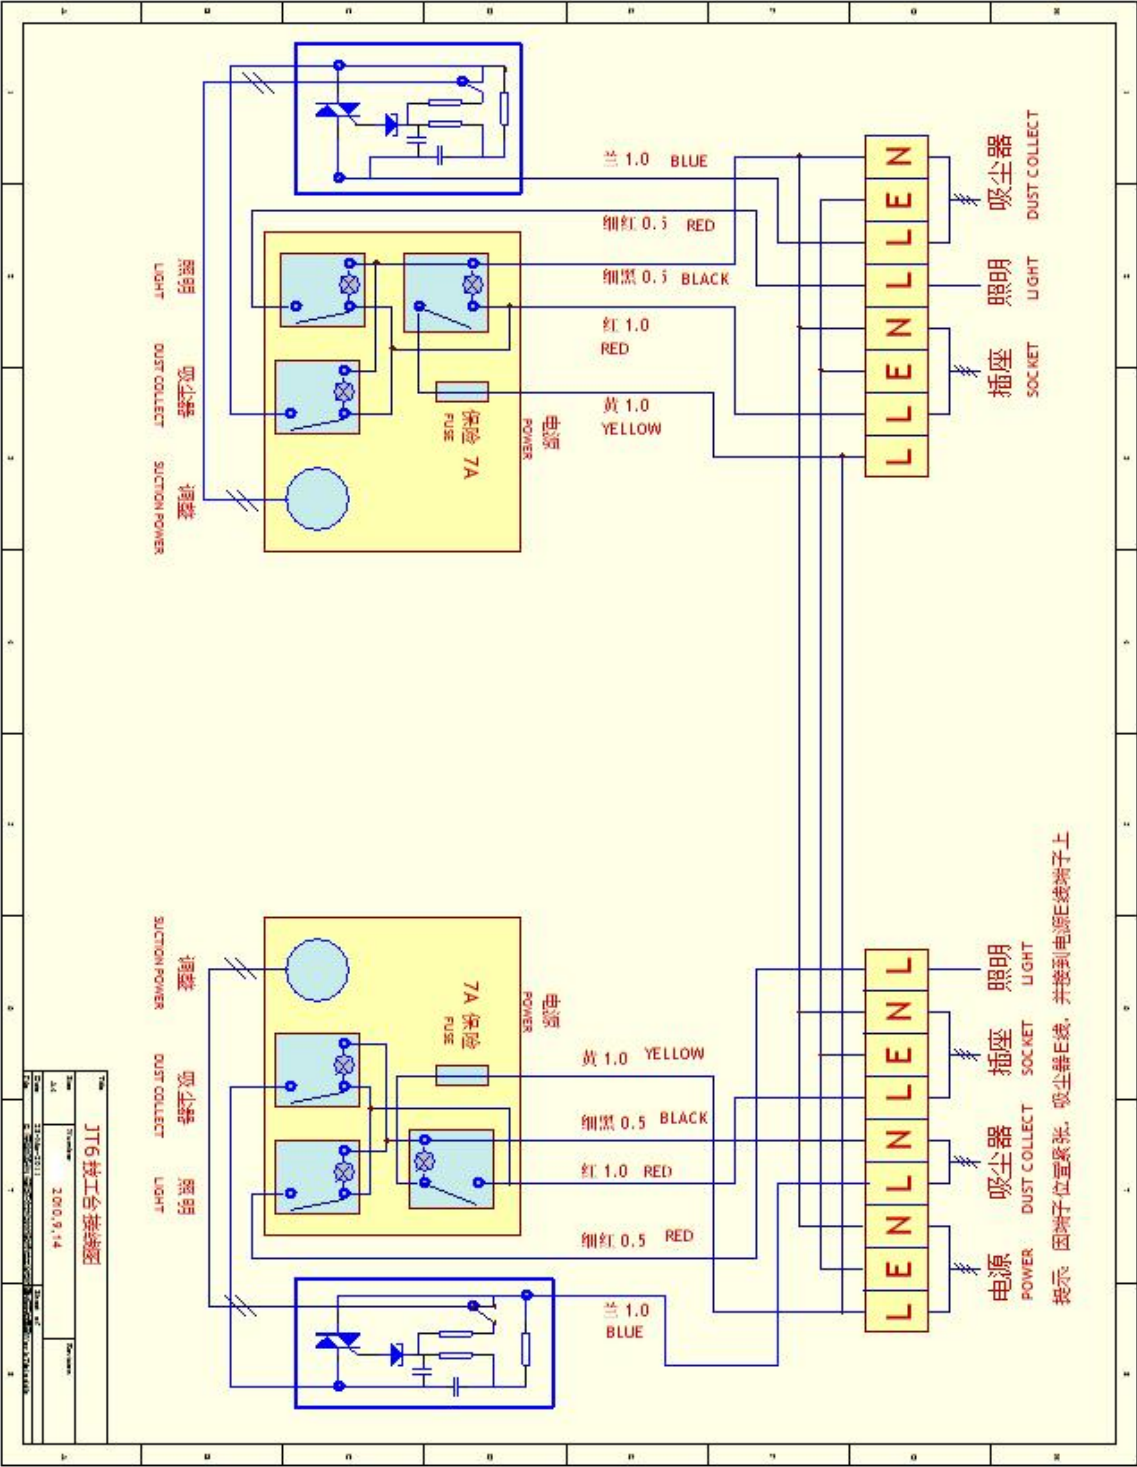 兰 1.0 BLUE
细红 0.5 RED
细黑 0.5 BLACK
红 1.0
RED
黄 1.0
YELLOW
N
E
L
L
N
E
L
L
吸尘器
DUST COLLECT
照明
LIGHT
插座
SOCKET
照明
LIGHT
吸尘器
DUST COLLECT
调整
SUCTION POWER
保险 7A
FUSE
电源
POWER
调整
SUCTION POWER
吸尘器
DUST COLLECT
照明
LIGHT
7A 保险
FUSE
电源
POWER
黄 1.0 YELLOW
细黑 0.5 BLACK
红 1.0 RED
细红 0.5 RED
兰 1.0
BLUE
L
N
E
L
N
L
N
E
L
照明
LIGHT
插座
SOCKET
吸尘器
DUST COLLECT
电源
POWER
提示: 因端子位置紧张, 吸尘器E线, 并接到电源E线端子上
Title
JT6 技工台接线图
Size
A4
Number
2010.9.14
Revision